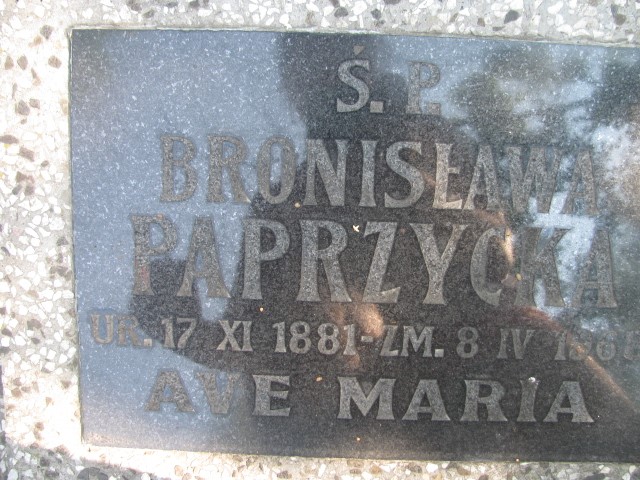 Ś. P.
BRONISŁAWA
PAPRZYCKA
UR. 17 XI 1881 - ZM. 8 IV
AVE MARIA